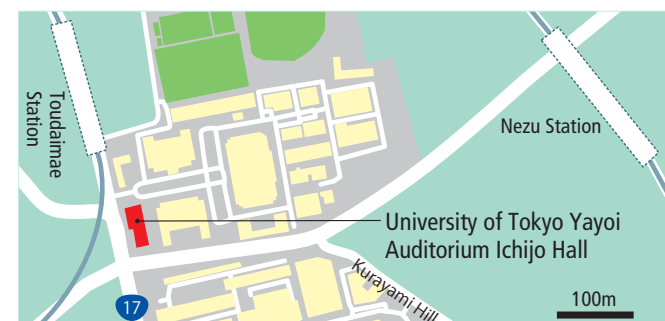 Toudaimae
Station
Nezu Station
University of Tokyo Yayoi
Auditorium Ichijo Hall
Kurayami Hill
17
100m